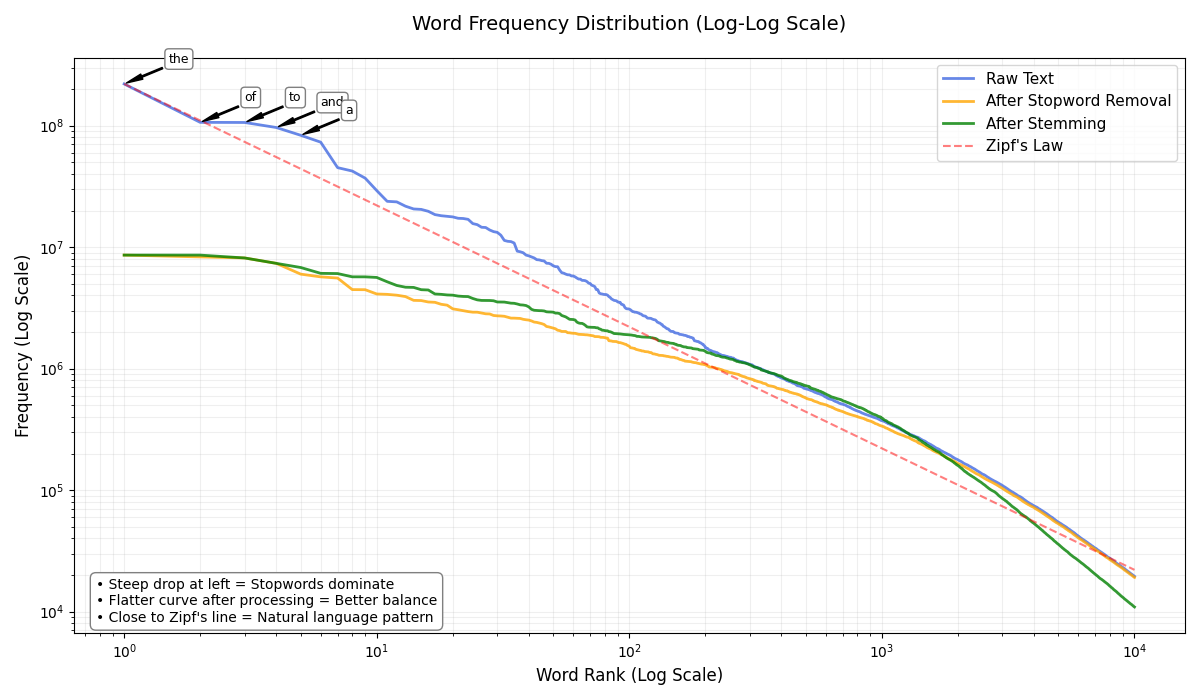 Word Frequency Distribution (Log-Log Scale)
the
of
to
and
a
Raw Text
After Stopword Removal
After Stemming
Zipf's Law
10^8
10^7
10^6
10^5
10^4
Frequency (Log Scale)
• Steep drop at left = Stopwords dominate
• Flatter curve after processing = Better balance
• Close to Zipf's line = Natural language pattern
10^0 10^1 10^2 10^3 10^4
Word Rank (Log Scale)